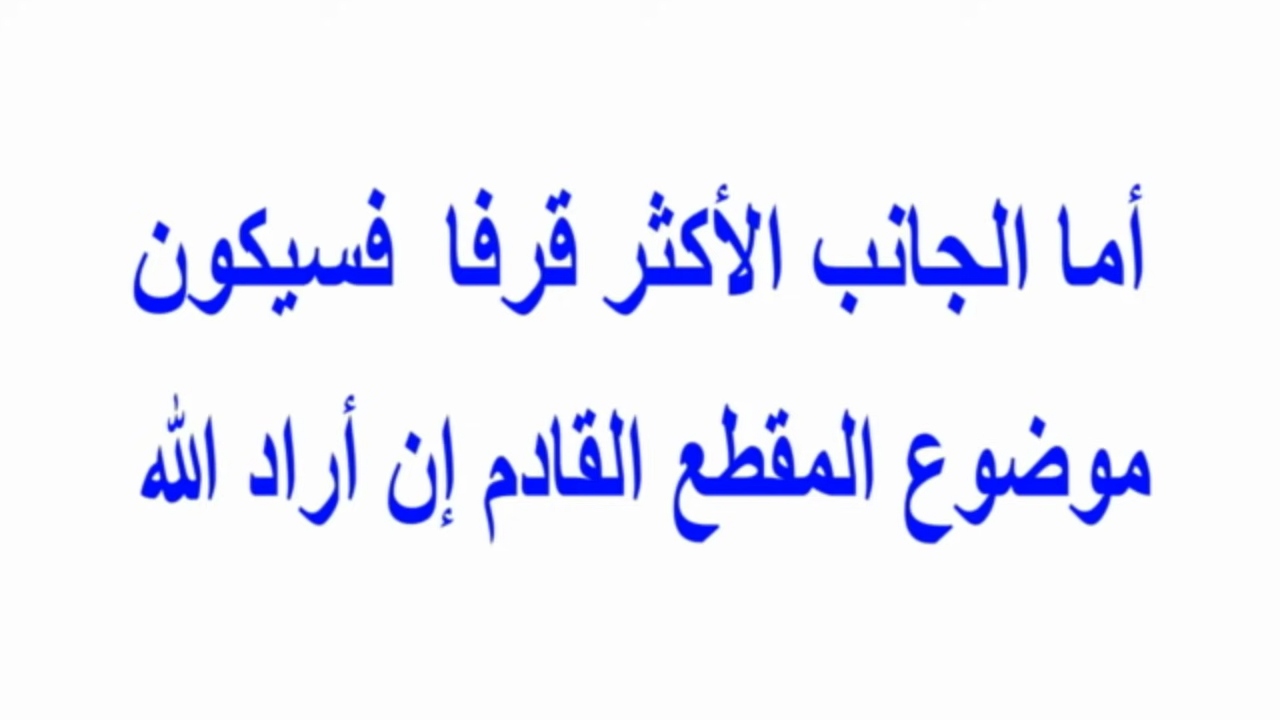 أما الجانب الأكثر قرفا فسيكون
موضوع المقطع القادم إن أراد الله